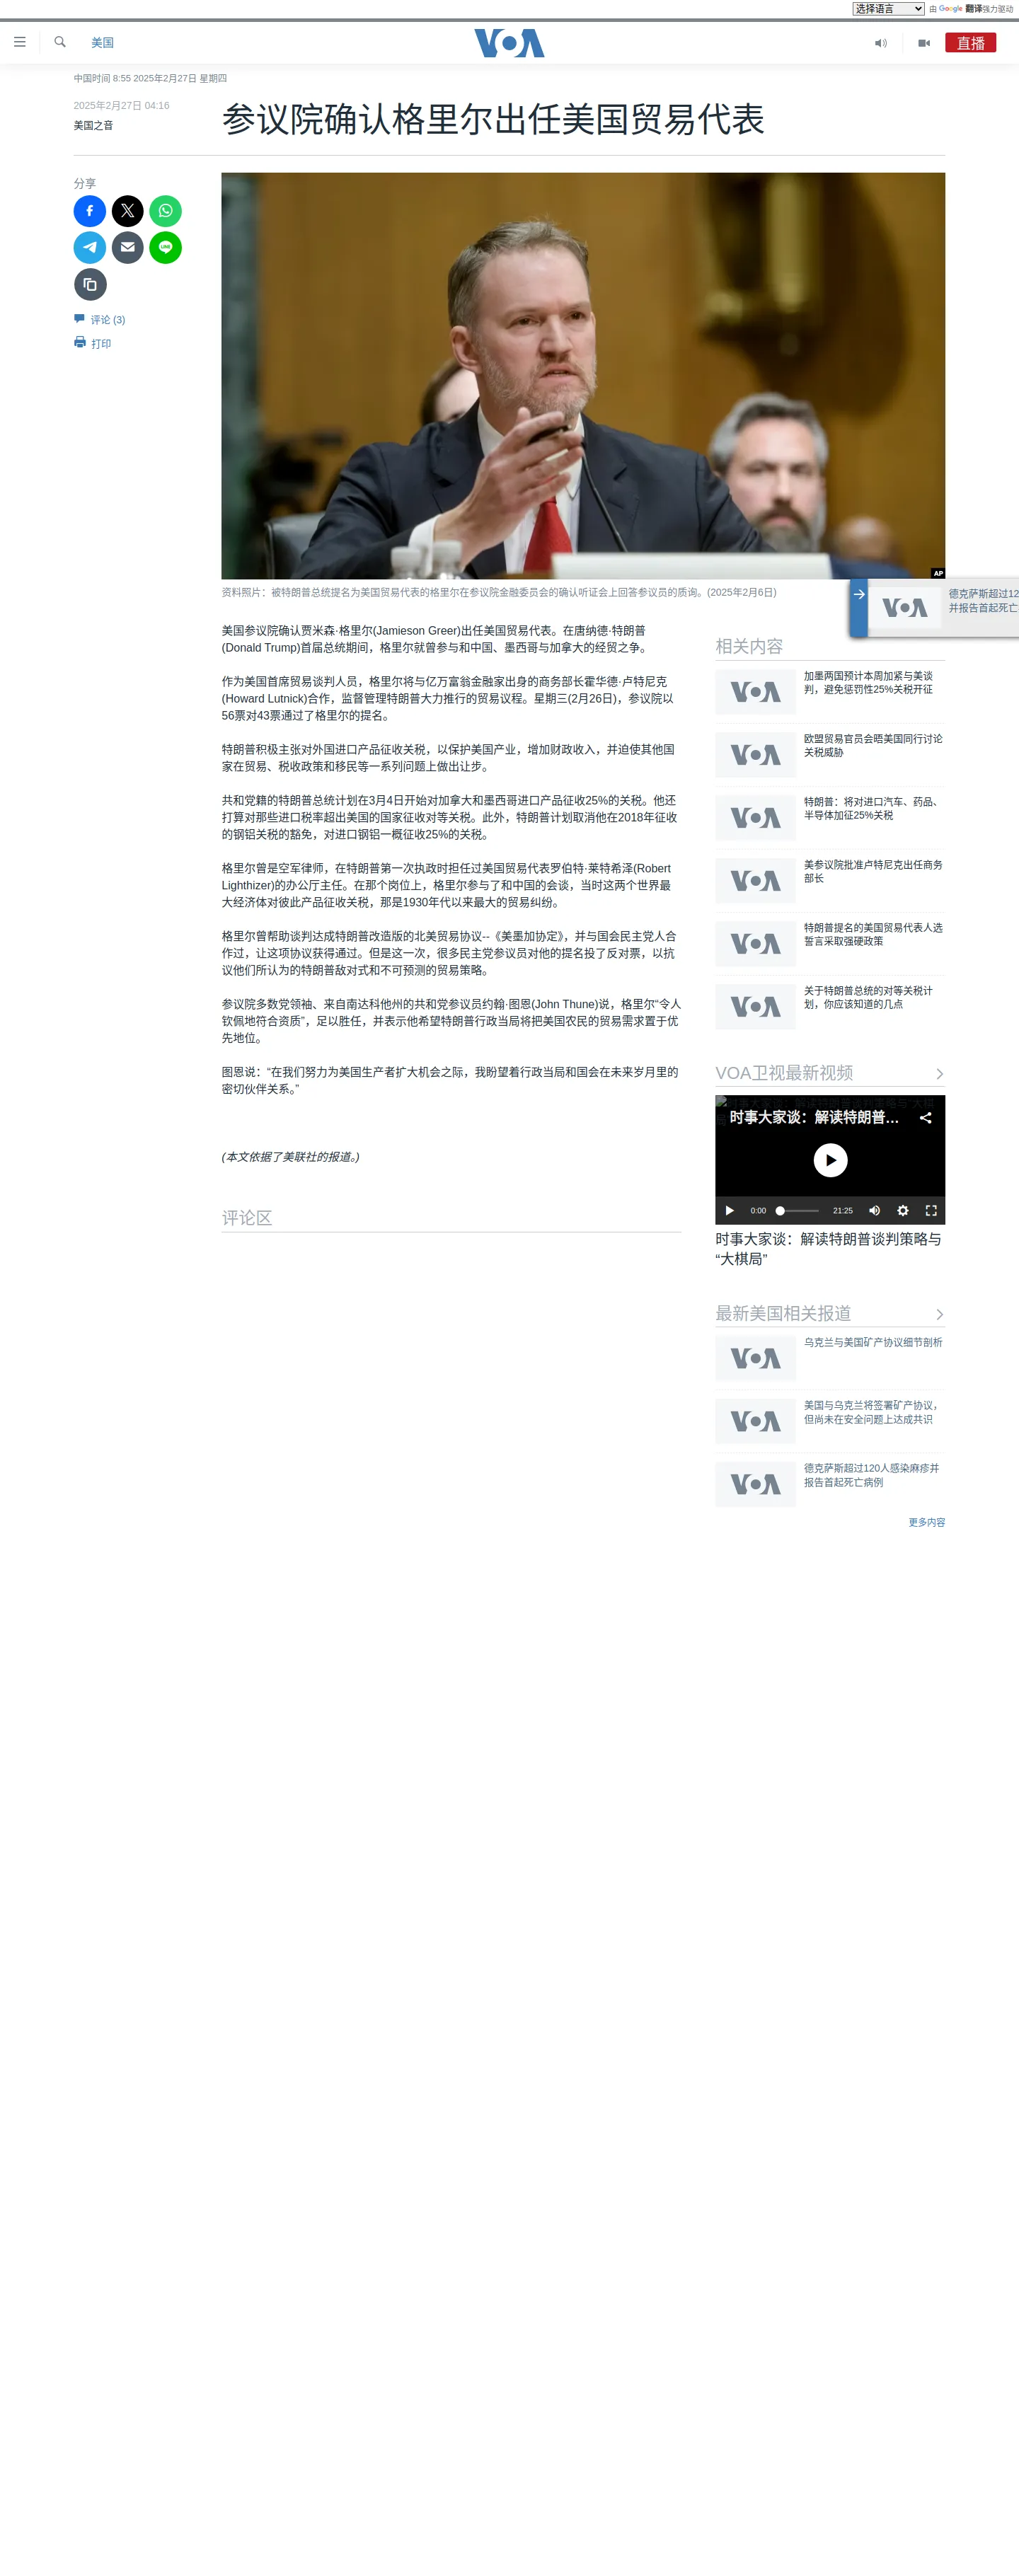 选择语言
由 Google 翻译强力驱动
美国
VOA
直播
中国时间 8:55 2025年2月27日 星期四
2025年2月27日 04:16
美国之音
参议院确认格里尔出任美国贸易代表
分享
评论 (3)
打印
AP
资料照片：被特朗普总统提名为美国贸易代表的格里尔在参议院金融委员会的确认听证会上回答参议员的质询。(2025年2月6日)
VOA
德克萨斯超过12
并报告首起死亡
美国参议院确认贾米森·格里尔(Jamieson Greer)出任美国贸易代表。在唐纳德·特朗普
(Donald Trump)首届总统期间，格里尔就曾参与和中国、墨西哥与加拿大的经贸之争。
作为美国首席贸易谈判人员，格里尔将与亿万富翁金融家出身的商务部长霍华德·卢特尼克
(Howard Lutnick)合作，监督管理特朗普大力推行的贸易议程。星期三(2月26日)，参议院以
56票对43票通过了格里尔的提名。
特朗普积极主张对外国进口产品征收关税，以保护美国产业，增加财政收入，并迫使其他国
家在贸易、税收政策和移民等一系列问题上做出让步。
共和党籍的特朗普总统计划在3月4日开始对加拿大和墨西哥进口产品征收25%的关税。他还
打算对那些进口税率超出美国的国家征收对等关税。此外，特朗普计划取消他在2018年征收
的钢铝关税的豁免，对进口钢铝一概征收25%的关税。
格里尔曾是空军律师，在特朗普第一次执政时担任过美国贸易代表罗伯特·莱特希泽(Robert
Lighthizer)的办公厅主任。在那个岗位上，格里尔参与了和中国的会谈，当时这两个世界最
大经济体对彼此产品征收关税，那是1930年代以来最大的贸易纠纷。
格里尔曾帮助谈判达成特朗普改造版的北美贸易协议--《美墨加协定》，并与国会民主党人合
作过，让这项协议获得通过。但是这一次，很多民主党参议员对他的提名投了反对票，以抗
议他们所认为的特朗普敌对式和不可预测的贸易策略。
参议院多数党领袖、来自南达科他州的共和党参议员约翰·图恩(John Thune)说，格里尔“令人
钦佩地符合资质”，足以胜任，并表示他希望特朗普行政当局将把美国农民的贸易需求置于优
先地位。
图恩说：“在我们努力为美国生产者扩大机会之际，我盼望着行政当局和国会在未来岁月里的
密切伙伴关系。”
(本文依据了美联社的报道。)
评论区
相关内容
VOA
加墨两国预计本周加紧与美谈
判，避免惩罚性25%关税开征
VOA
欧盟贸易官员会晤美国同行讨论
关税威胁
VOA
特朗普：将对进口汽车、药品、
半导体加征25%关税
VOA
美参议院批准卢特尼克出任商务
部长
VOA
特朗普提名的美国贸易代表人选
誓言采取强硬政策
VOA
关于特朗普总统的对等关税计
划，你应该知道的几点
VOA卫视最新视频
时事大家谈：解读特朗普…
0:00
21:25
时事大家谈：解读特朗普谈判策略与
“大棋局”
最新美国相关报道
VOA
乌克兰与美国矿产协议细节剖析
VOA
美国与乌克兰将签署矿产协议，
但尚未在安全问题上达成共识
VOA
德克萨斯超过120人感染麻疹并
报告首起死亡病例
更多内容